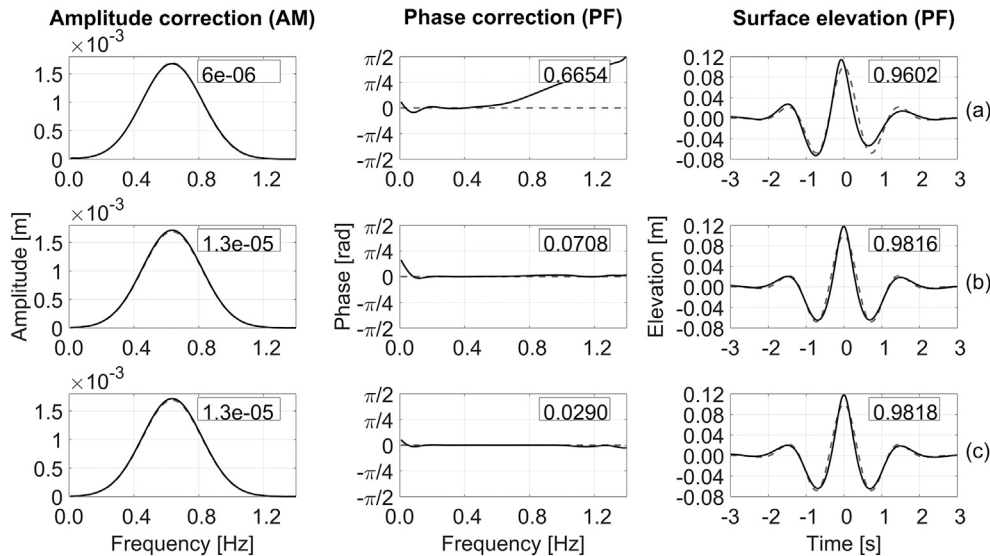 Amplitude correction (AM) Phase correction (PF) Surface elevation (PF)
×10⁻³
1.5
1
0.5
0
6e-06
0.0 0.4 0.8 1.2
π/2
π/4
0
-π/4
-π/2
0.6654
0.0 0.4 0.8 1.2
0.12
0.08
0.04
0.00
-0.04
-0.08
0.9602
-3 -2 -1 0 1 2 3
(a)
×10⁻³
1.5
1
0.5
0
1.3e-05
0.0 0.4 0.8 1.2
Amplitude [m]
π/2
π/4
0
-π/4
-π/2
0.0708
0.0 0.4 0.8 1.2
Phase [rad]
0.12
0.08
0.04
0.00
-0.04
-0.08
0.9816
-3 -2 -1 0 1 2 3
Elevation [m]
(b)
×10⁻³
1.5
1
0.5
0
1.3e-05
0.0 0.4 0.8 1.2
Frequency [Hz]
π/2
π/4
0
-π/4
-π/2
0.0290
0.0 0.4 0.8 1.2
Frequency [Hz]
0.12
0.08
0.04
0.00
-0.04
-0.08
0.9818
-3 -2 -1 0 1 2 3
Time [s]
(c)